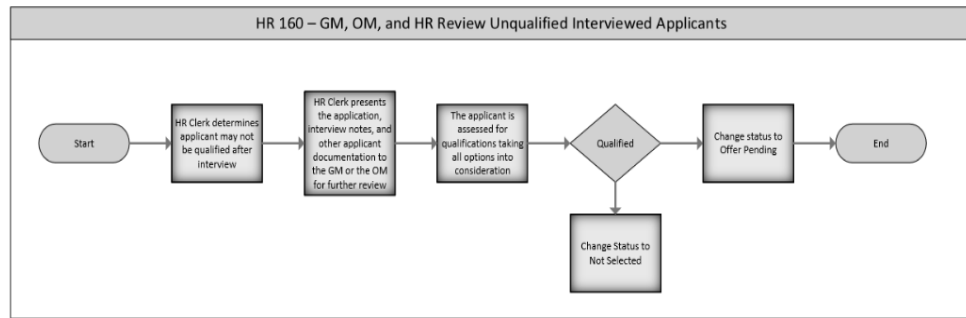 HR 160 – GM, OM, and HR Review Unqualified Interviewed Applicants
Start
HR Clerk determines
applicant may not
be qualified after
interview
HR Clerk presents
the application,
interview notes, and
other applicant
documentation to
the GM or the OM
for further review
The applicant is
assessed for
qualifications taking
all options into
consideration
Qualified
Change status to
Offer Pending
End
Change Status to
Not Selected